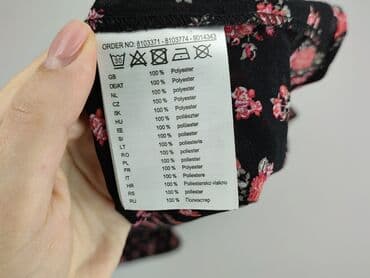 ORDER NO: 8103371 - 8103774 - 9014343
GB 100 % Polyester
DE/AT 100 % Polyester
NL 100 % Polyester
CZ 100 % Polyester
SK 100 % Polyester
HU 100 % poliészter
EE 100 % polüester
SI 100 % poliester
LT 100 % poliesteris
RO 100 % poliester
PL 100 % poliester
FR 100 % Polyester
IT 100 % Poliestere
HR 100 % Poliestersko vlakno
RS 100 % poliester
RU 100 % Полиэстер